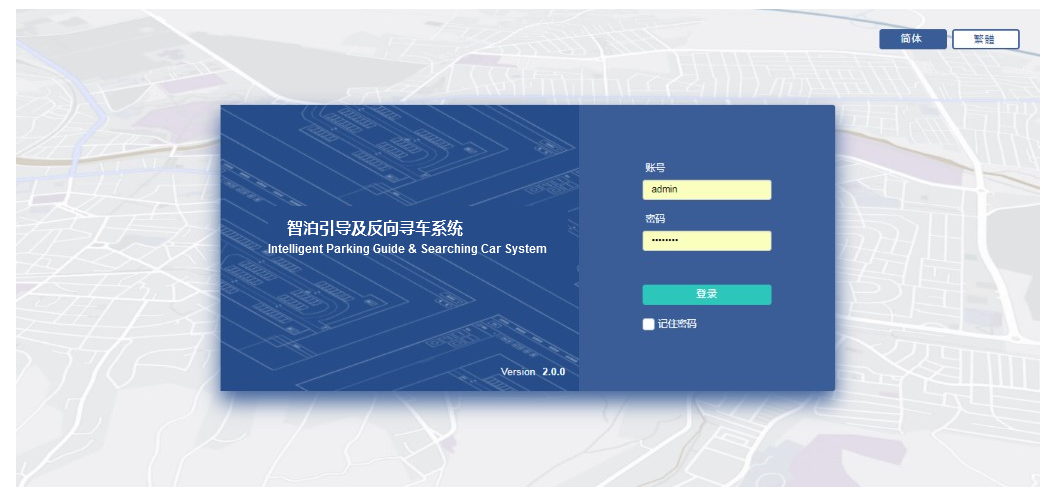 简体
繁體
账号
admin
密码
••••••••
智泊引导及反向寻车系统
Intelligent Parking Guide & Searching Car System
登录
记住密码
Version 2.0.0